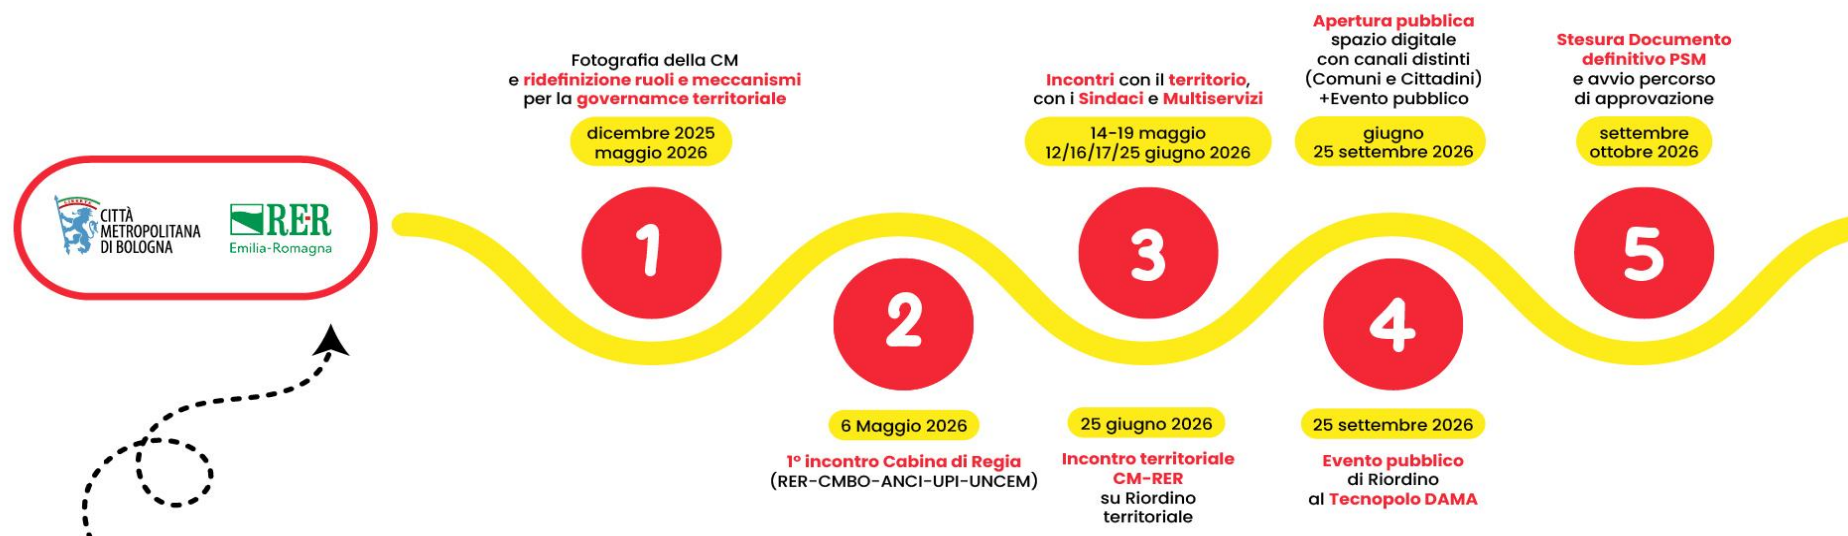 CITTÀ
METROPOLITANA
DI BOLOGNA
RER
Emilia-Romagna
Fotografia della CM
e ridefinizione ruoli e meccanismi
per la governamce territoriale
dicembre 2025
maggio 2026
1
2
6 Maggio 2026
1° incontro Cabina di Regia
(RER-CMBO-ANCI-UPI-UNCEM)
Incontri con il territorio,
con i Sindaci e Multiservizi
14-19 maggio
12/16/17/25 giugno 2026
3
25 giugno 2026
Incontro territoriale
CM-RER
su Riordino
territoriale
Apertura pubblica
spazio digitale
con canali distinti
(Comuni e Cittadini)
+Evento pubblico
giugno
25 settembre 2026
4
25 settembre 2026
Evento pubblico
di Riordino
al Tecnopolo DAMA
Stesura Documento
definitivo PSM
e avvio percorso
di approvazione
settembre
ottobre 2026
5